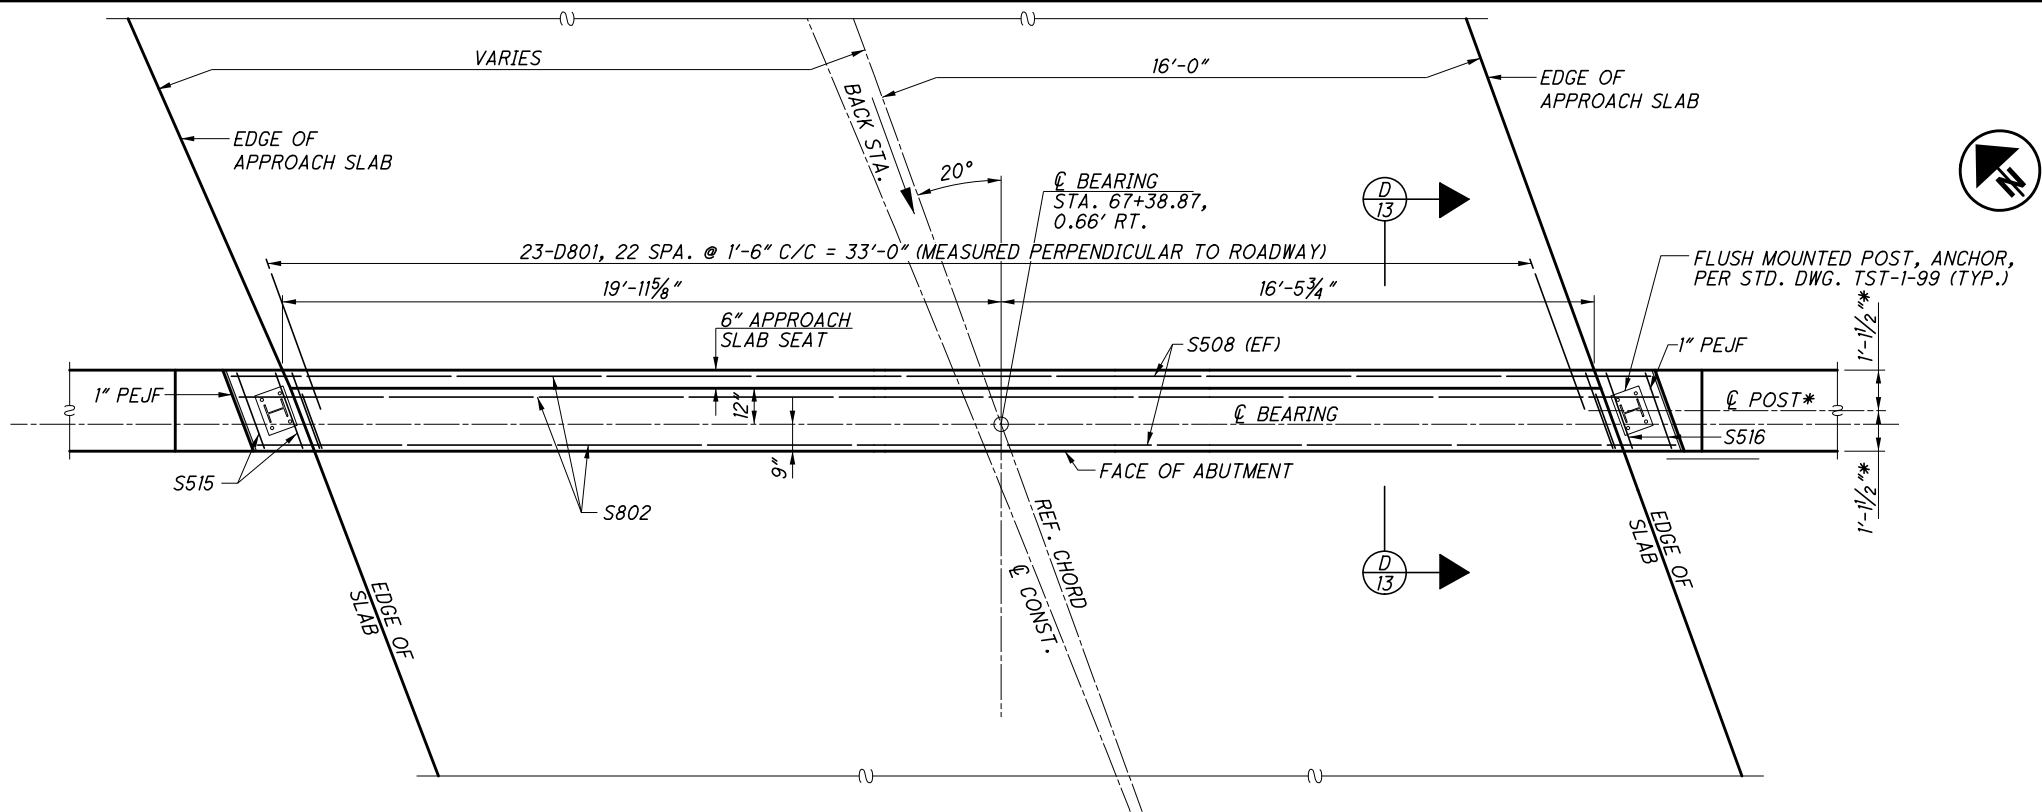 VARIES
16'-0"
EDGE OF
APPROACH SLAB
EDGE OF
APPROACH SLAB
BACK STA.
20°
℄ BEARING
STA. 67+38.87,
0.66' RT.
D
13
N
23-D801, 22 SPA. @ 1'-6" C/C = 33'-0" (MEASURED PERPENDICULAR TO ROADWAY)
FLUSH MOUNTED POST, ANCHOR,
PER STD. DWG. TST-1-99 (TYP.)
19'-11⅝"
16'-5¾"
6" APPROACH
SLAB SEAT
S508 (EF)
1" PEJF
1'-1½"*
1" PEJF
12"
℄ BEARING
℄ POST*
S516
9"
FACE OF ABUTMENT
S515
S802
1'-1½"*
REF. CHORD
℄ CONST.
EDGE OF
SLAB
EDGE OF
SLAB
D
13